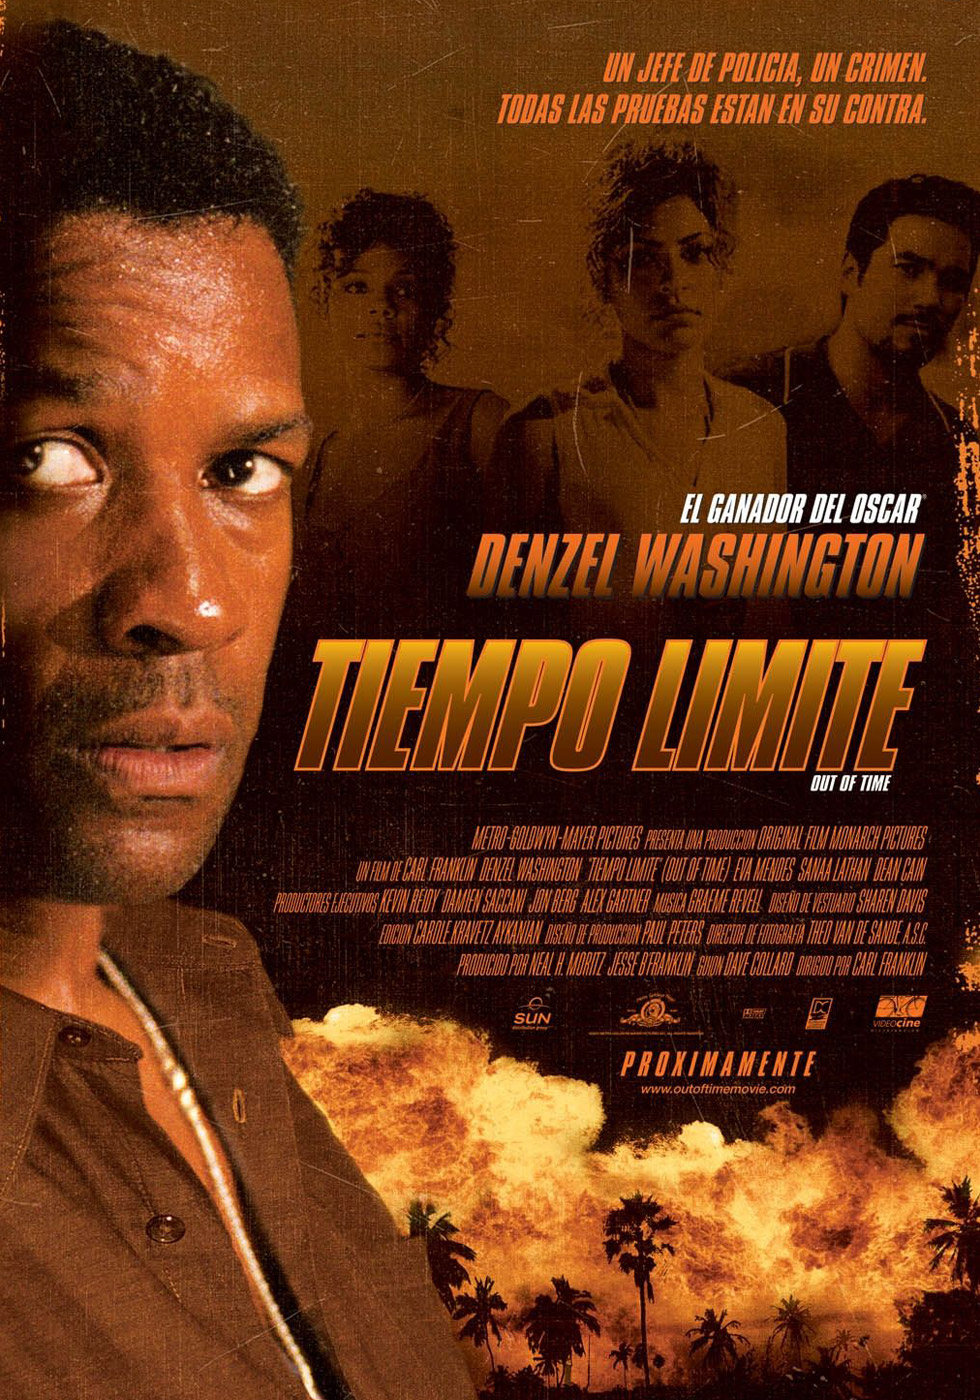 UN JEFE DE POLICIA, UN CRIMEN.
TODAS LAS PRUEBAS ESTAN EN SU CONTRA.
EL GANADOR DEL OSCAR®
DENZEL WASHINGTON
TIEMPO LIMITE
OUT OF TIME
METRO-GOLDWYN-MAYER PICTURES PRESENTA UNA PRODUCCION ORIGINAL FILM MONARCH PICTURES
UN FILM DE CARL FRANKLIN DENZEL WASHINGTON "TIEMPO LIMITE" (OUT OF TIME) EVA MENDES SANAA LATHAN DEAN CAIN
PRODUCTORES EJECUTIVOS KEVIN REIDY DAMIEN SACCANI JON BERG ALEX GARTNER MUSICA GRAEME REVELL DISEÑO DE VESTUARIO SHAREN DAVIS
EDICION CAROLE KRAVETZ AYKANIAN DISEÑO DE PRODUCCION PAUL PETERS DIRECTOR DE FOTOGRAFÍA THEO VAN DE SANDE, A.S.C.
PRODUCIDO POR NEAL H. MORITZ JESSE B'FRANKLIN GUION DAVE COLLARD DIRIGIDO POR CARL FRANKLIN
SUN
VIDEOcine
PROXIMAMENTE
www.outoftimemovie.com